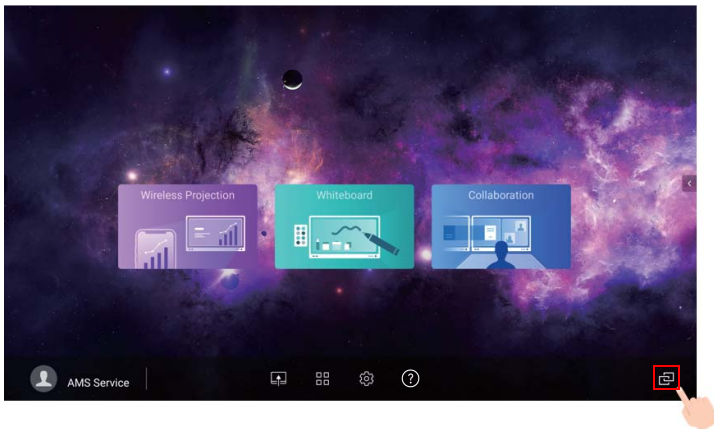 Wireless Projection
Whiteboard
Collaboration
AMS Service
?